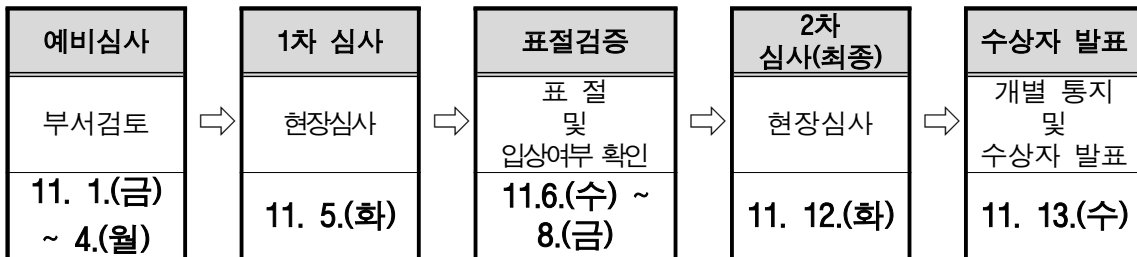 예비심사
부서검토
11. 1.(금)
~ 4.(월)
⇨
1차 심사
현장심사
11. 5.(화)
⇨
표절검증
표 절
및
입상여부 확인
11.6.(수) ~
8.(금)
⇨
2차
심사(최종)
현장심사
11. 12.(화)
⇨
수상자 발표
개별 통지
및
수상자 발표
11. 13.(수)